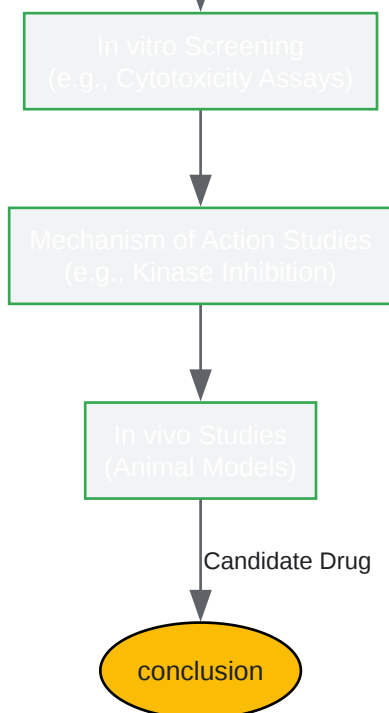 In vitro Screening
(e.g., Cytotoxicity Assays)
Mechanism of Action Studies
(e.g., Kinase Inhibition)
In vivo Studies
(Animal Models)
Candidate Drug
conclusion